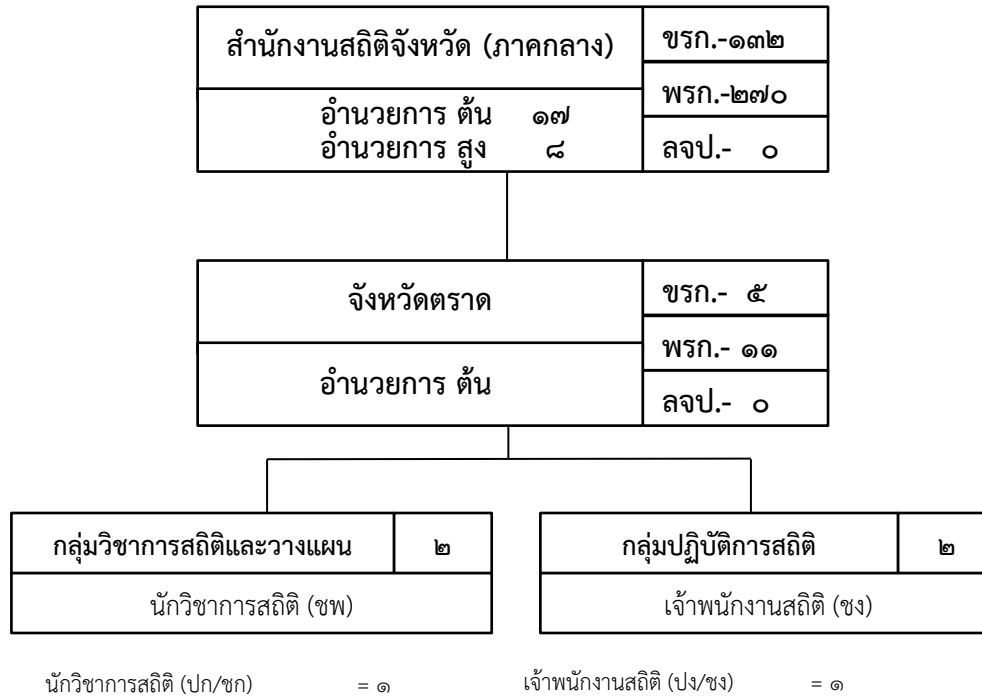 สำนักงานสถิติจังหวัด (ภาคกลาง)
ขรก.-๑๓๒
พรก.-๒๗๐
อำนวยการ ต้น ๑๗
อำนวยการ สูง ๘
ลจป.- ๐
จังหวัดตราด
ขรก.- ๕
พรก.- ๑๑
อำนวยการ ต้น
ลจป.- ๐
กลุ่มวิชาการสถิติและวางแผน ๒
นักวิชาการสถิติ (ชพ)
กลุ่มปฏิบัติการสถิติ ๒
เจ้าพนักงานสถิติ (ชง)
นักวิชาการสถิติ (ปก/ชก) = ๑
เจ้าพนักงานสถิติ (ปง/ชง) = ๑